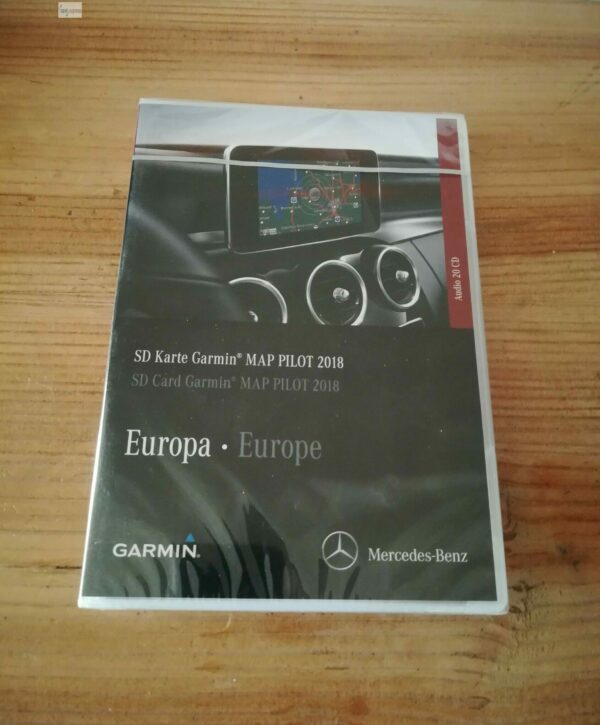 Audio 20 CD
SD Karte Garmin® MAP PILOT 2018
SD Card Garmin® MAP PILOT 2018
Europa · Europe
GARMIN®
Mercedes-Benz